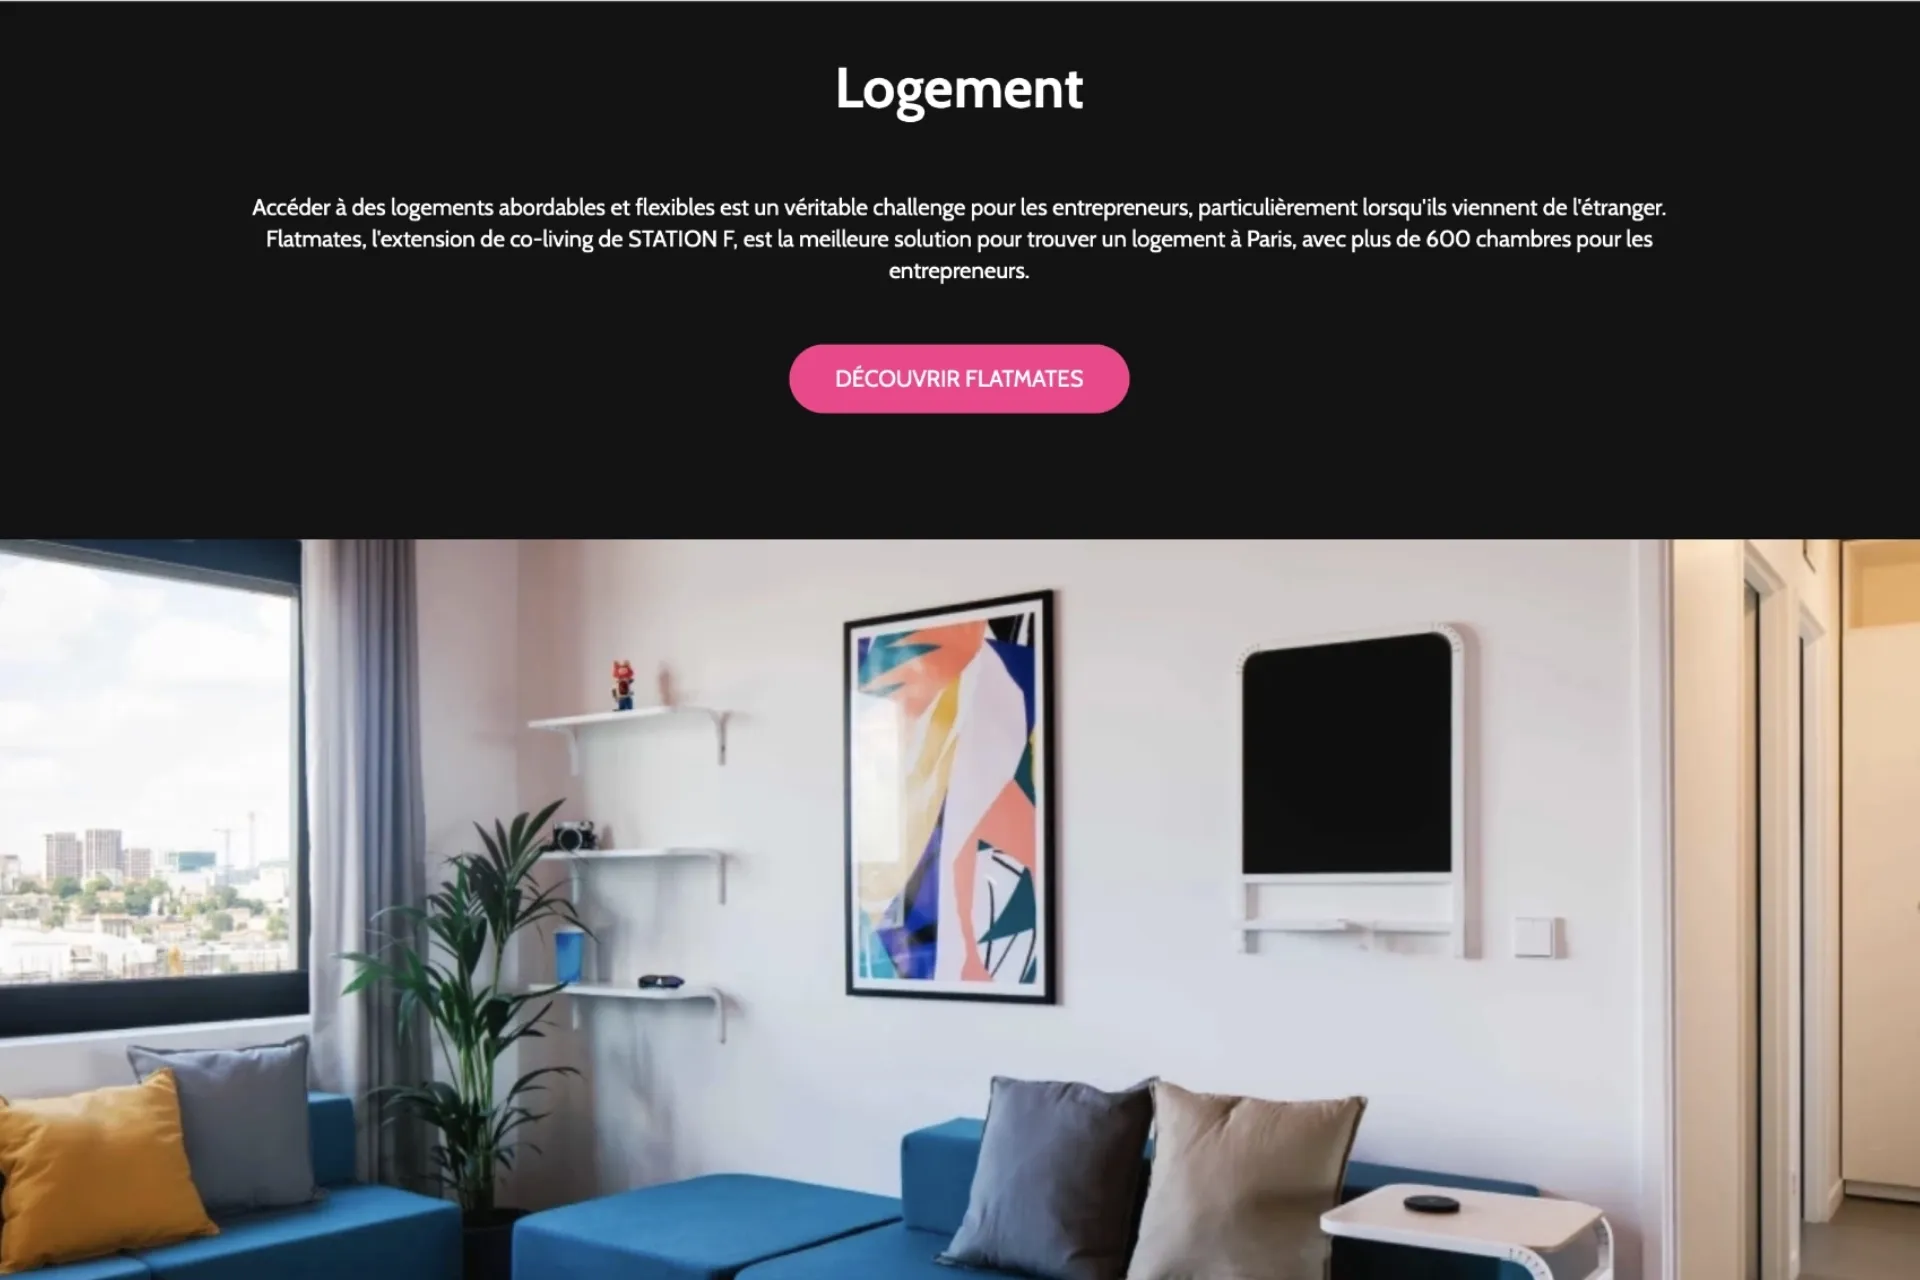 Logement
Accéder à des logements abordables et flexibles est un véritable challenge pour les entrepreneurs, particulièrement lorsqu'ils viennent de l'étranger.
Flatmates, l'extension de co-living de STATION F, est la meilleure solution pour trouver un logement à Paris, avec plus de 600 chambres pour les
entrepreneurs.
DÉCOUVRIR FLATMATES